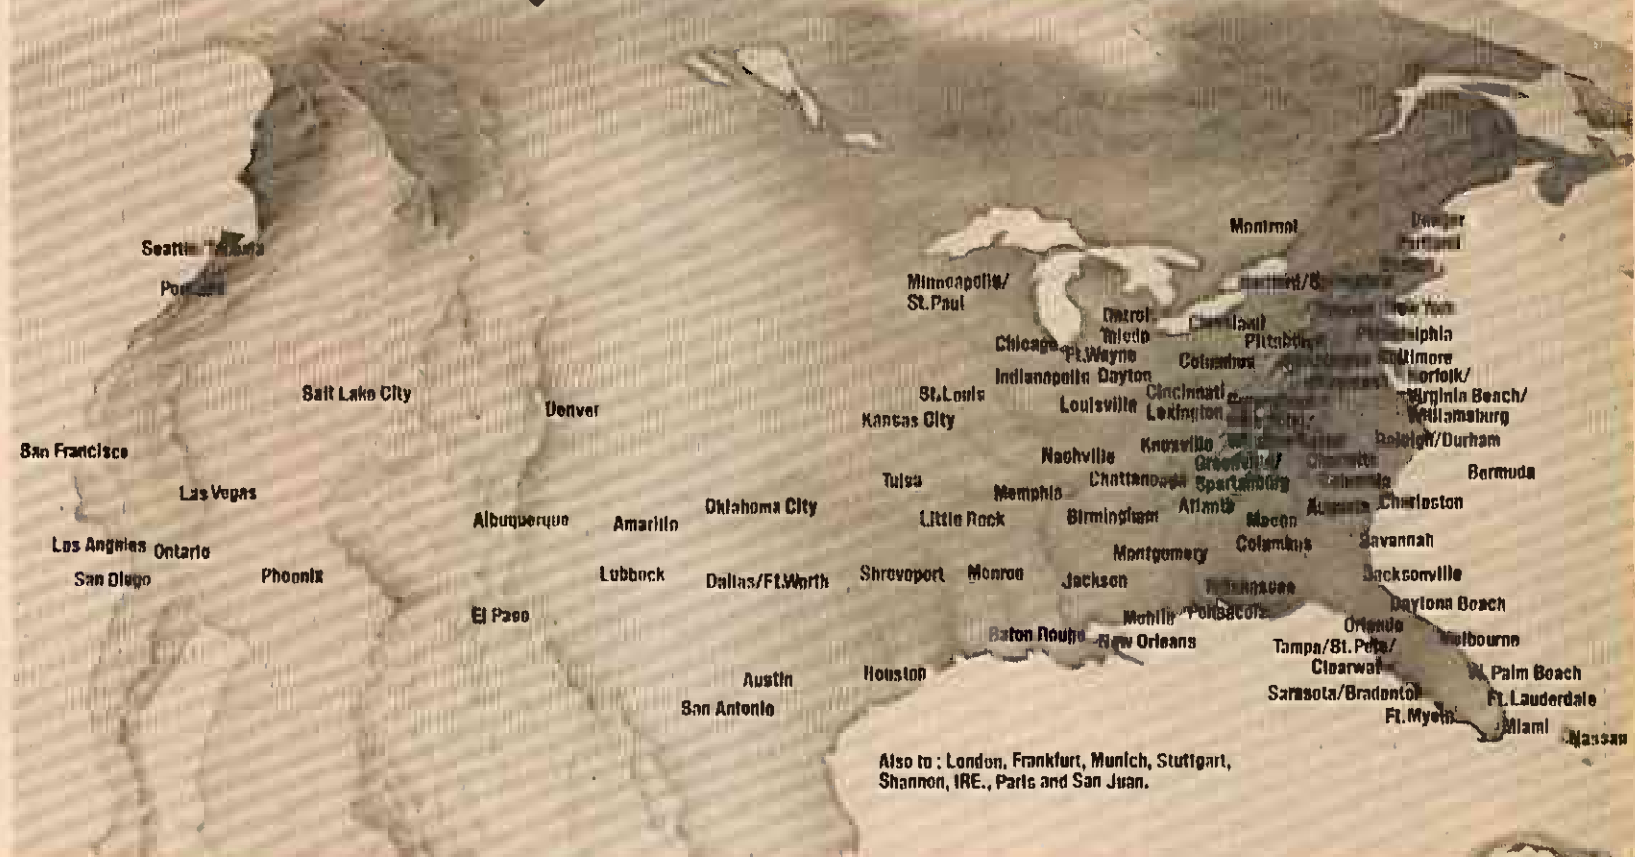 Montreal
Seattle
Minneapolis/
St.Paul
New York
Toledo
Chicago
Ft.Wayne
Columbus
Baltimore
Indianapolis Dayton
Norfolk/
Salt Lake City
St.Louis
Cincinnati
Virginia Beach/
Denver
Louisville
Lexington
Williamsburg
Kansas City
San Francisco
Knoxville
Raleigh/Durham
Nashville
Greenville/
Bermuda
Tulsa
Chattanooga
Spartanburg
Las Vegas
Memphis
Oklahoma City
Atlanta
Augusta
Charleston
Albuquerque
Amarillo
Little Rock
Birmingham
Macon
Los Angeles
Ontario
Montgomery
Columbus
Savannah
San Diego
Phoenix
Lubbock
Dallas/Ft.Worth
Shreveport
Monroe
Jackson
Jacksonville
El Paso
Mobile
Pensacola
Daytona Beach
Orlando
Baton Rouge
New Orleans
Tampa/St.Pete/
Melbourne
Clearwater
Houston
W. Palm Beach
Austin
Sarasota/Bradenton
Ft.Lauderdale
San Antonio
Ft.Myers
Miami
Nassau
Also to: London, Frankfurt, Munich, Stuttgart,
Shannon, IRE., Paris and San Juan.